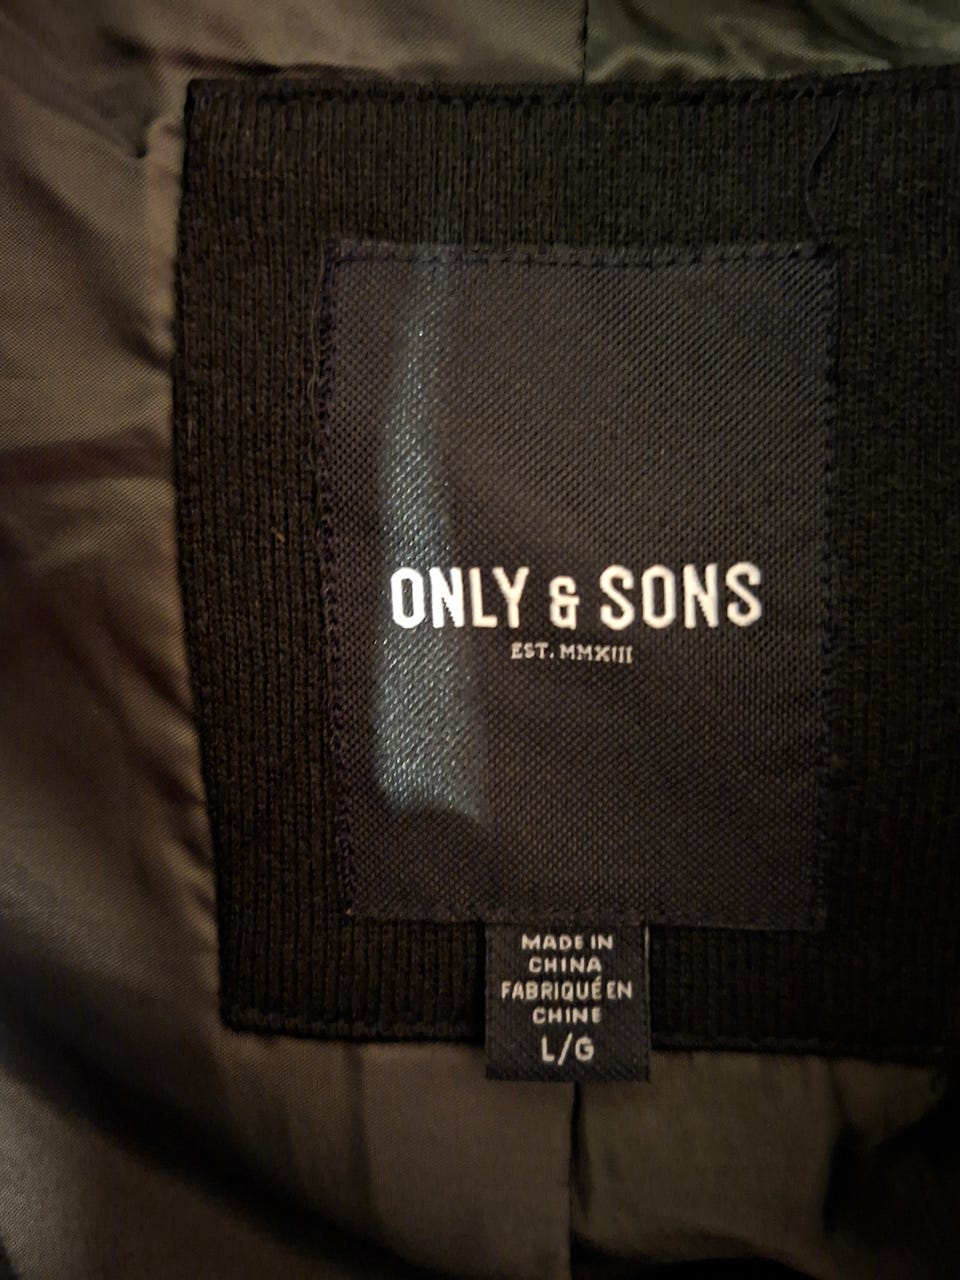 ONLY & SONS
EST. MMXIII
MADE IN
CHINA
FABRIQUÉ EN
CHINE
L/G